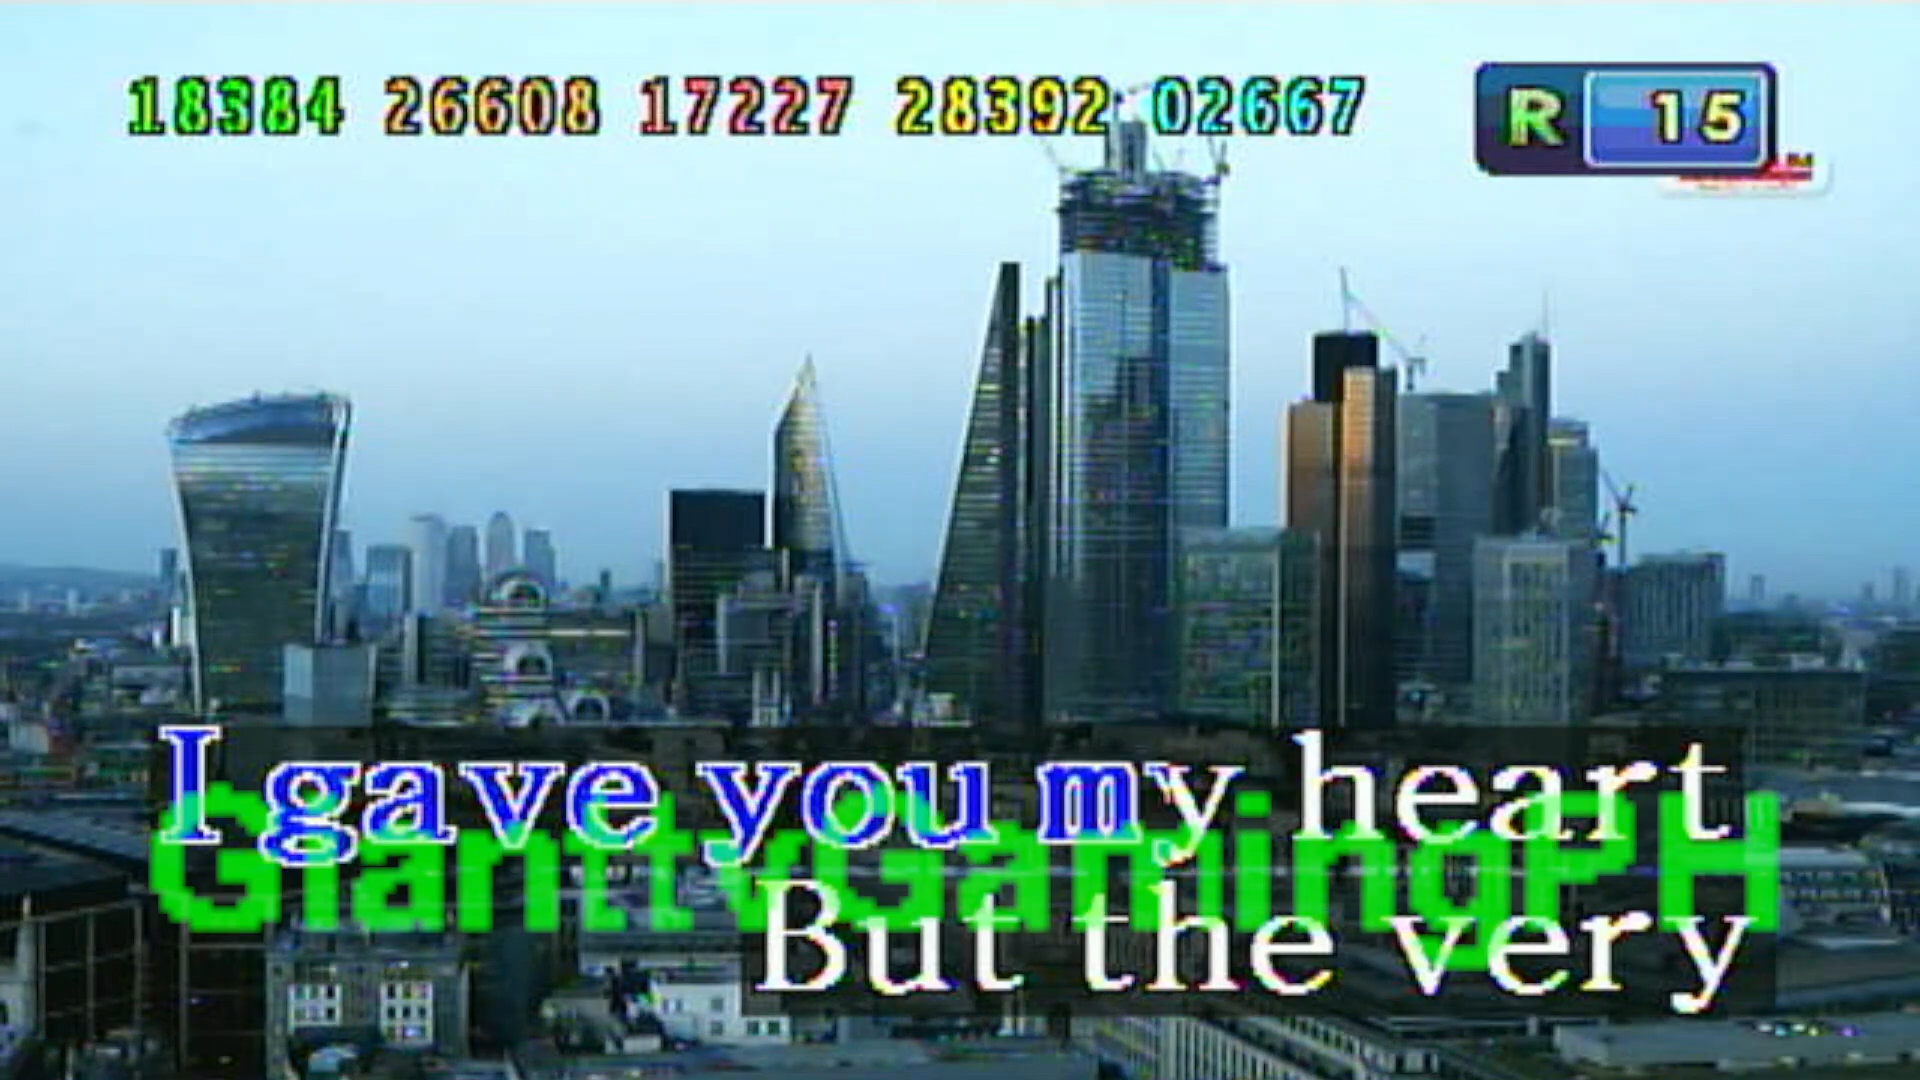 18384 26608 17227 28392 02667
R 15
I gave you my heart
GianttvGamingPH
But the very